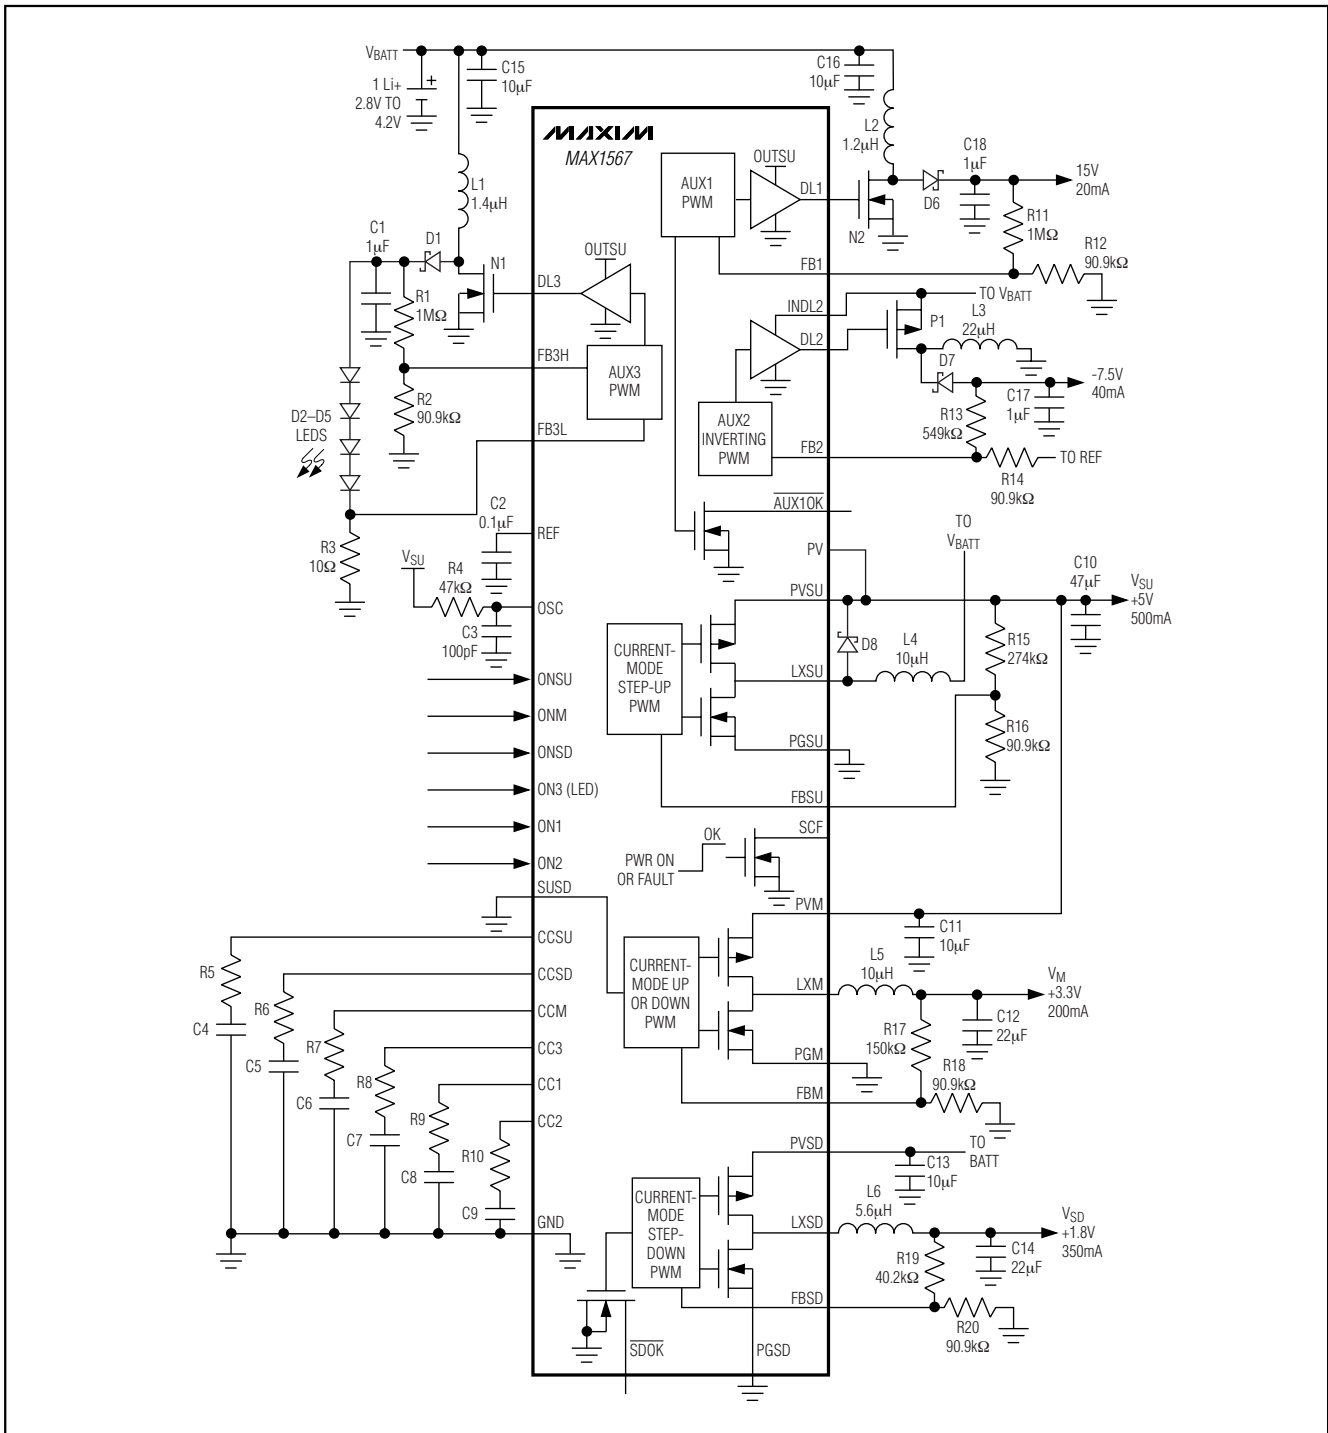 VBATT
1 Li+
2.8V TO
4.2V
+
C15
10µF
C16
10µF
MAXIM
MAX1567
L2
1.2µH
C18
1µF
15V
20mA
AUX1
PWM
OUTSU
DL1
N2
D6
R11
1MΩ
R12
90.9kΩ
FB1
L1
1.4µH
C1
1µF
D1
N1
R1
1MΩ
DL3
OUTSU
FB3H
AUX3
PWM
R2
90.9kΩ
FB3L
D2–D5
LEDS
R3
10Ω
INDL2
TO VBATT
P1
L3
22µH
DL2
D7
-7.5V
40mA
C17
1µF
R13
549kΩ
AUX2
INVERTING
PWM
FB2
TO REF
R14
90.9kΩ
AUX1OK
C2
0.1µF
REF
VSU
R4
47kΩ
OSC
C3
100pF
PV
TO
VBATT
PVSU
C10
47µF
VSU
+5V
500mA
CURRENT-
MODE
STEP-UP
PWM
D8
L4
10µH
R15
274kΩ
LXSU
R16
90.9kΩ
PGSU
FBSU
ONSU
ONM
ONSD
ON3 (LED)
ON1
ON2
SCF
OK
PWR ON
OR FAULT
SUSD
PVM
C11
10µF
CURRENT-
MODE UP
OR DOWN
PWM
L5
10µH
LXM
VM
+3.3V
200mA
C12
22µF
R17
150kΩ
R18
90.9kΩ
PGM
FBM
CCSU
CCSD
CCM
CC3
CC1
CC2
R5
C4
R6
C5
R7
C6
R8
C7
R9
C8
R10
C9
GND
PVSD
TO
BATT
C13
10µF
CURRENT-
MODE
STEP-
DOWN
PWM
L6
5.6µH
LXSD
VSD
+1.8V
350mA
C14
22µF
R19
40.2kΩ
FBSD
R20
90.9kΩ
SDOK
PGSD